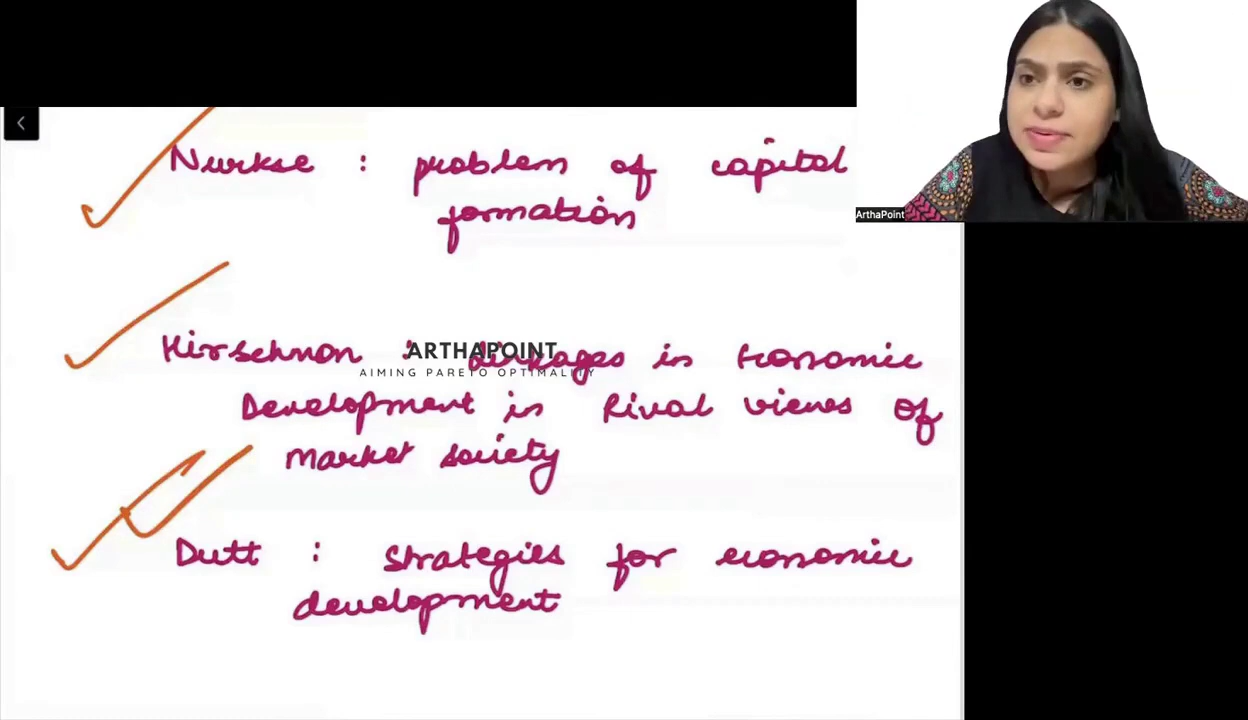 Nurkse : problem of capital
formation
ArthaPoint
Hirschman : Linkages in Economic
ARTHAPOINT
AIMING PARETO OPTIMALITY
Development in Rival views of
market society
Dutt : Strategies for economic
development